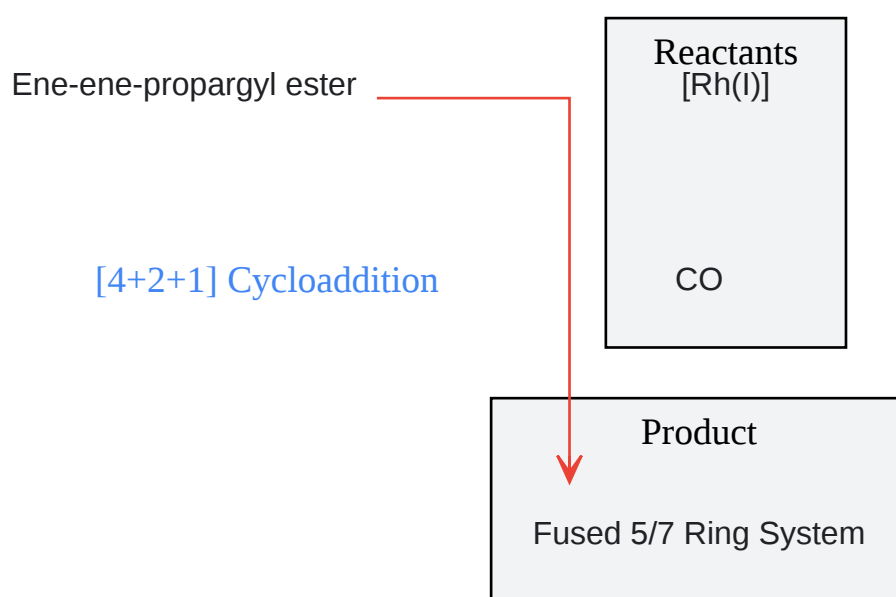 Reactants
Ene-ene-propargyl ester
[Rh(I)]
[4+2+1] Cycloaddition
CO
Product
Fused 5/7 Ring System